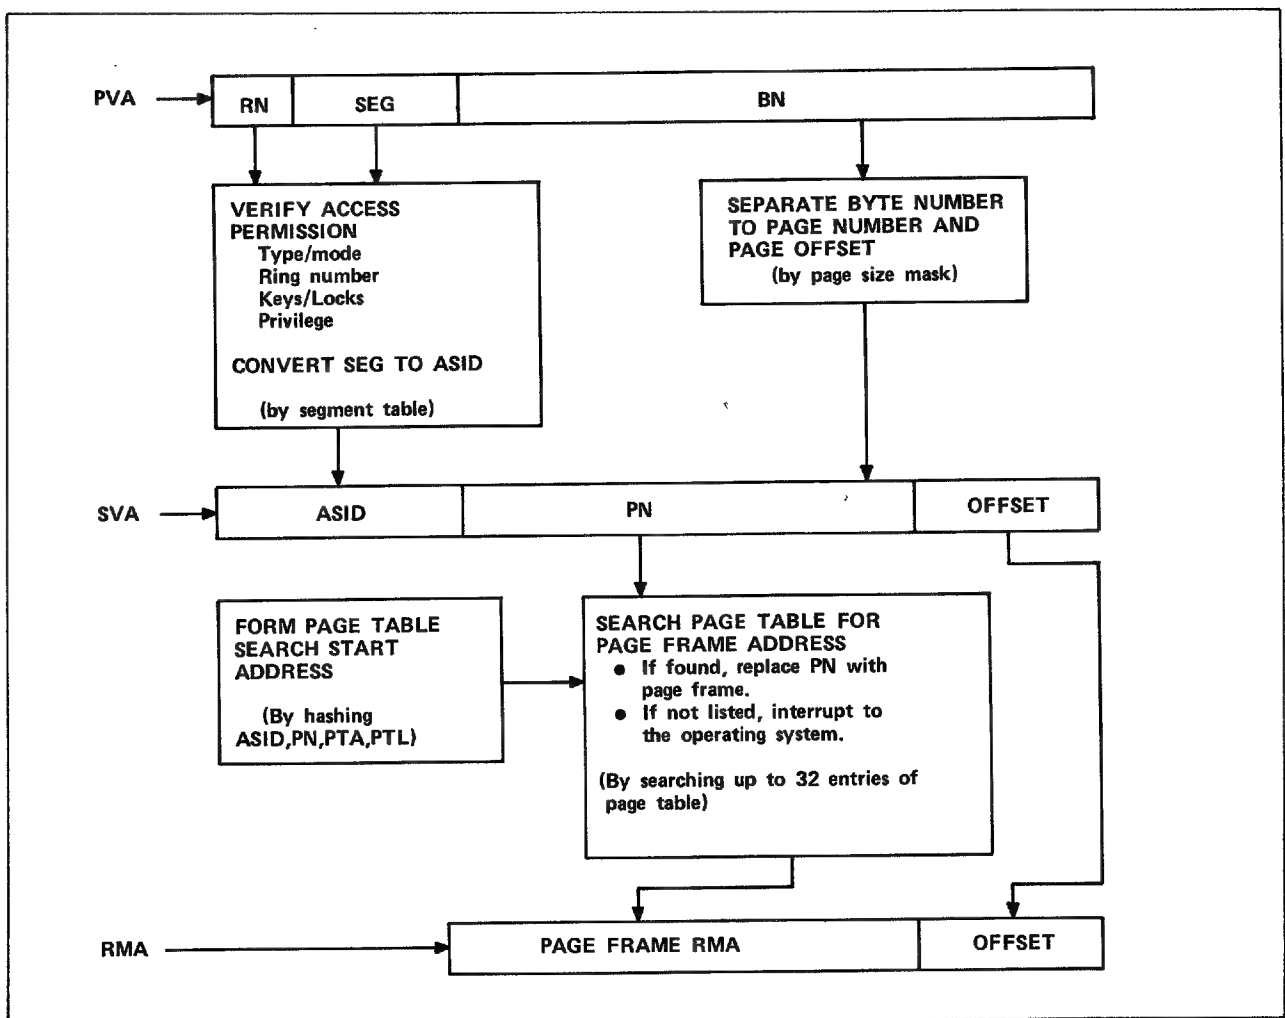 PVA
RN
SEG
BN
VERIFY ACCESS
PERMISSION
Type/mode
Ring number
Keys/Locks
Privilege
CONVERT SEG TO ASID
(by segment table)
SEPARATE BYTE NUMBER
TO PAGE NUMBER AND
PAGE OFFSET
(by page size mask)
SVA
ASID
PN
OFFSET
FORM PAGE TABLE
SEARCH START
ADDRESS
(By hashing
ASID,PN,PTA,PTL)
SEARCH PAGE TABLE FOR
PAGE FRAME ADDRESS
● If found, replace PN with
page frame.
● If not listed, interrupt to
the operating system.
(By searching up to 32 entries of
page table)
RMA
PAGE FRAME RMA
OFFSET